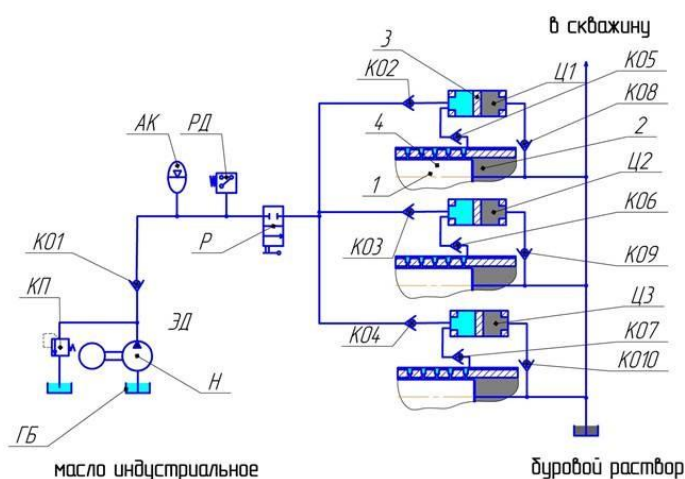 в скважину
3
КО5
КО2
Ц1
КО8
АК
РД
4
2
1
Ц2
КО6
Р
КО1
КО3
КО9
КП
ЭД
Ц3
КО4
КО7
Н
КО10
ГБ
масло индустриальное
буровой раствор